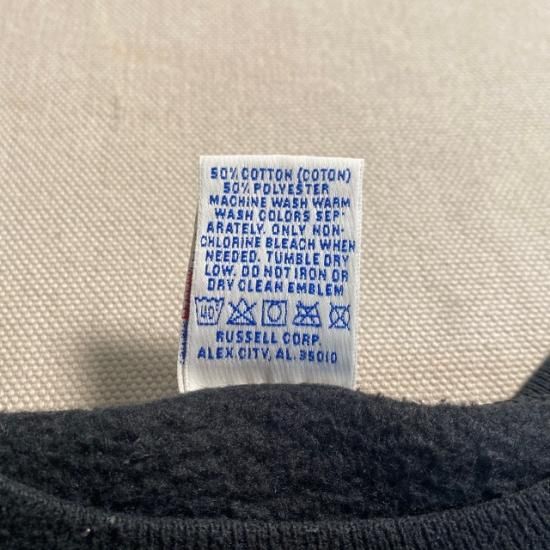 50% COTTON (COTON)
50% POLYESTER
MACHINE WASH WARM
WASH COLORS SEP-
ARATELY. ONLY NON-
CHLORINE BLEACH WHEN
NEEDED. TUMBLE DRY
LOW. DO NOT IRON OR
DRY CLEAN EMBLEM
40
RUSSELL CORP.
ALEX.CITY, AL. 35010